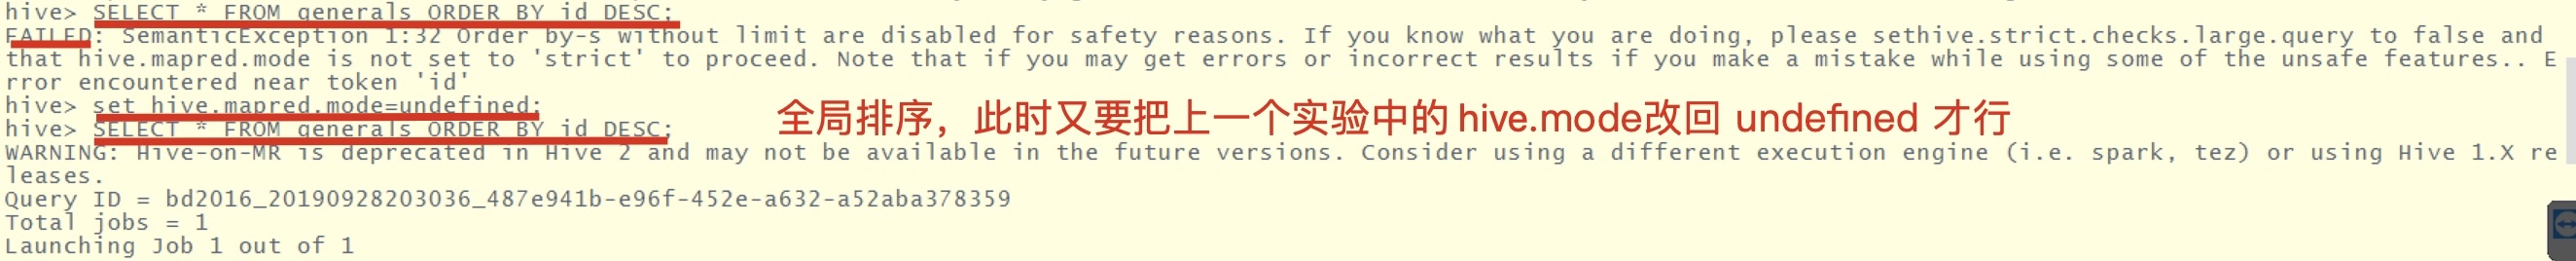 hive> SELECT * FROM generals ORDER BY id DESC;
FAILED: SemanticException 1:32 Order by-s without limit are disabled for safety reasons. If you know what you are doing, please sethive.strict.checks.large.query to false and
that hive.mapred.mode is not set to 'strict' to proceed. Note that if you may get errors or incorrect results if you make a mistake while using some of the unsafe features.. E
rror encountered near token 'id'
hive> set hive.mapred.mode=undefined;
全局排序，此时又要把上一个实验中的 hive.mode改回 undefined 才行
hive> SELECT * FROM generals ORDER BY id DESC;
WARNING: Hive-on-MR is deprecated in Hive 2 and may not be available in the future versions. Consider using a different execution engine (i.e. spark, tez) or using Hive 1.X re
leases.
Query ID = bd2016_20190928203036_487e941b-e96f-452e-a632-a52aba378359
Total jobs = 1
Launching Job 1 out of 1